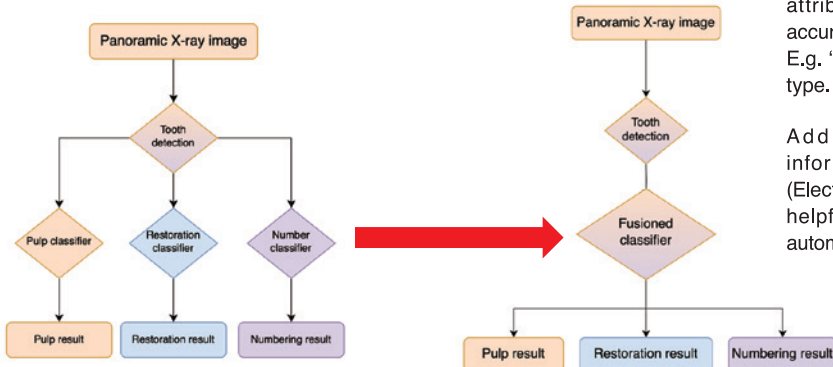 Panoramic X-ray image
Tooth
detection
Pulp classifier
Restoration
classifier
Number
classifier
Pulp result
Restoration result
Numbering result
Panoramic X-ray image
Tooth
detection
Fusioned
classifier
Pulp result
Restoration result
Numbering result
attrib
accur
E.g. “
type.
Add
infor
(Elect
helpf
autom